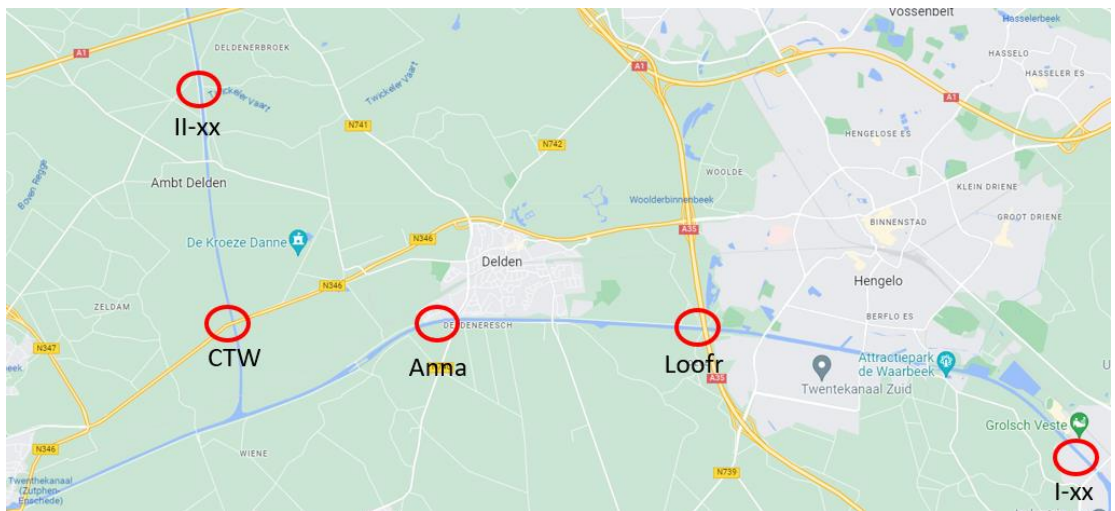 Vossenbelt
Hasselerbeek
A1
DELDENERBROEK
HASSELO
A1
A1
HASSELER ES
Twickeler Vaart
Twickeler Vaart
II-xx
N741
N742
HENGELOSE ES
Boven Regge
Ambt Delden
WOOLDE
KLEIN DRIENE
Woolderbinnenbeek
GROOT DRIENE
BINNENSTAD
A35
De Kroeze Danne
N346
Delden
Hengelo
N346
ZELDAM
BERFLO ES
DELDENERESCH
N347
CTW
Anna
Loofr
Attractiepark
de Waarbeek
A35
Twentekanaal Zuid
Grolsch Veste
N346
WIENE
Twenthekanaal
(Zutphen-
Enschede)
N739
I-xx